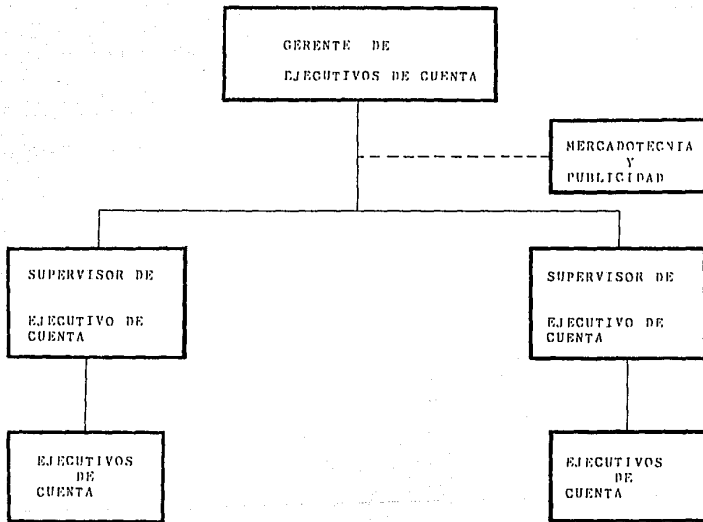 GERENTE DE
EJECUTIVOS DE CUENTA
MERCADOTECNIA
Y
PUBLICIDAD
SUPERVISOR DE
EJECUTIVO DE
CUENTA
SUPERVISOR DE
EJECUTIVO DE
CUENTA
EJECUTIVOS
DE
CUENTA
EJECUTIVOS
DE
CUENTA